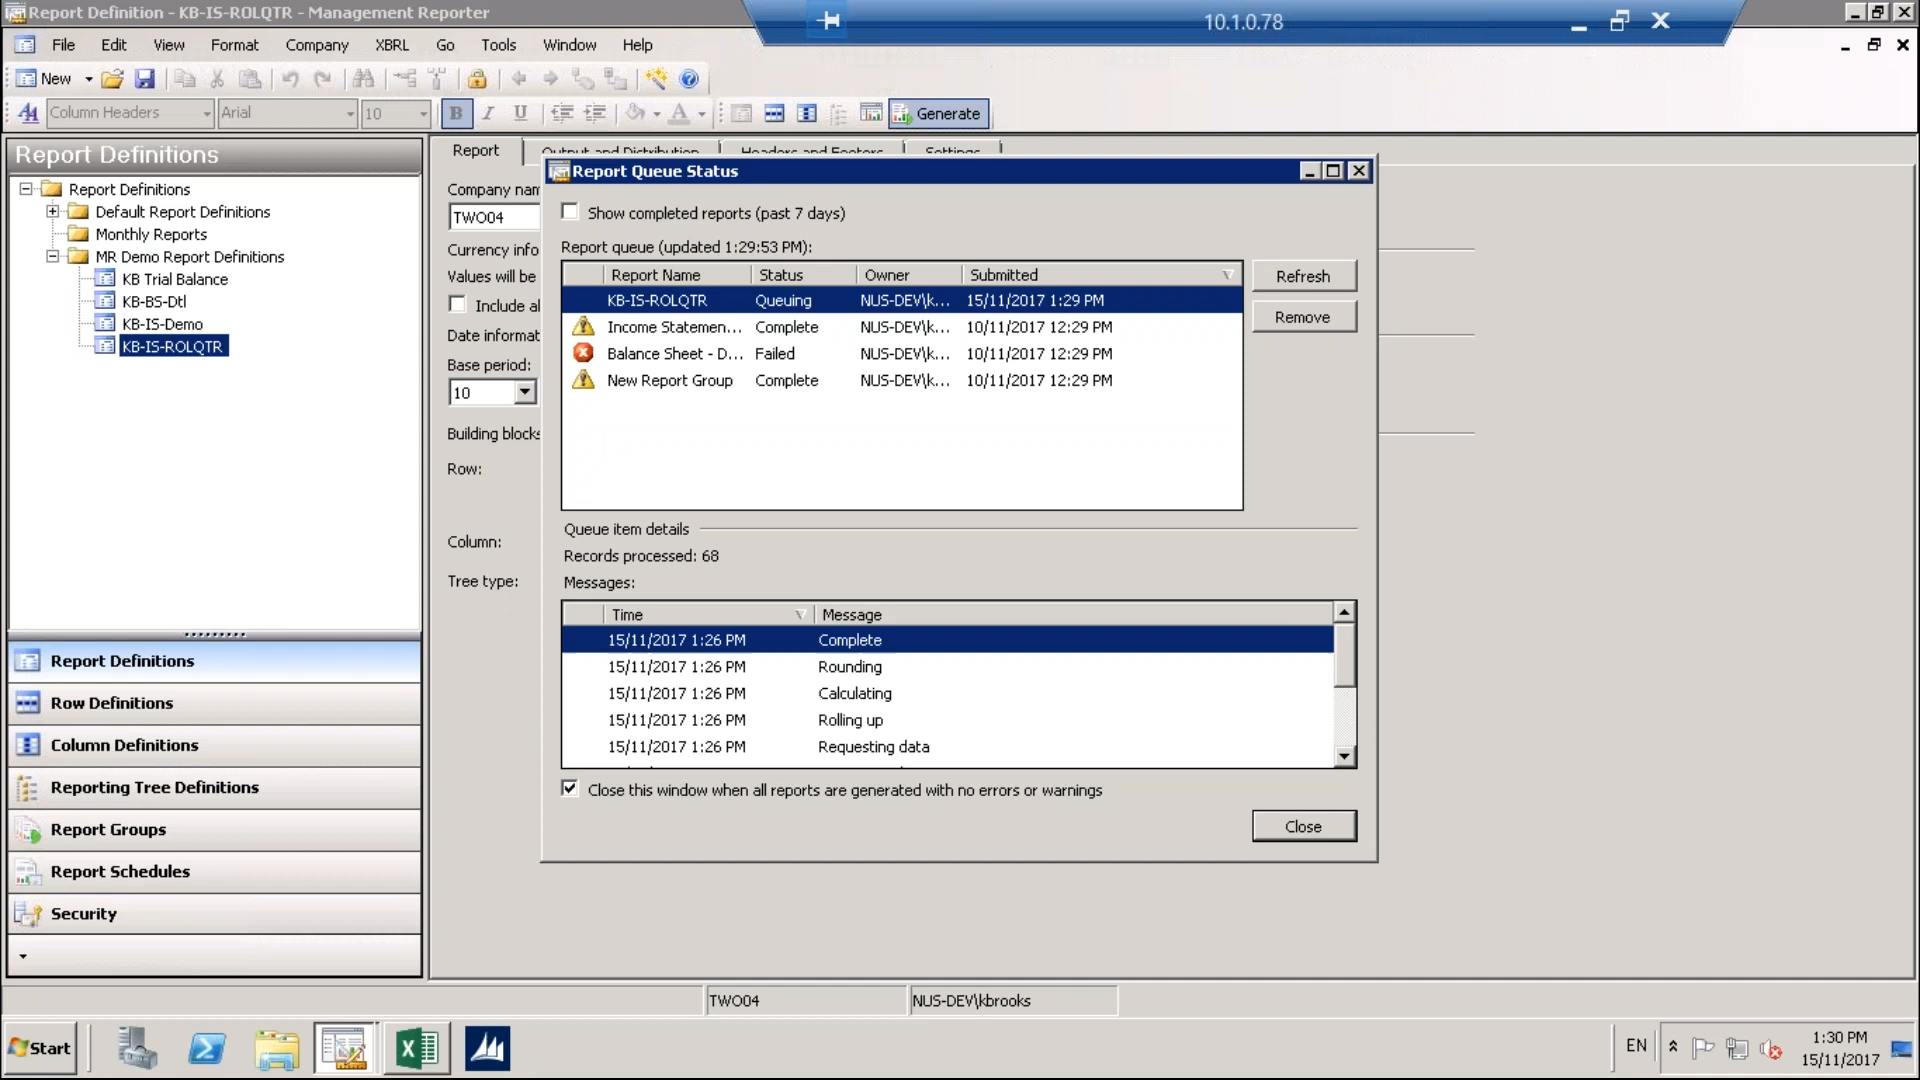 Report Definition - KB-IS-ROLQTR - Management Reporter
10.1.0.78
File Edit View Format Company XBRL Go Tools Window Help
New
Column Headers Arial 10 B I U A Generate
Report Definitions
Report Output and Distribution Headers and Footers Settings
Report Definitions
Default Report Definitions
Monthly Reports
MR Demo Report Definitions
KB Trial Balance
KB-BS-Dtl
KB-IS-Demo
KB-IS-ROLQTR
Company nam
TWO04
Currency info
Values will be
Include al
Date informat
Base period:
10
Building blocks
Row:
Column:
Tree type:
Report Queue Status
Show completed reports (past 7 days)
Report queue (updated 1:29:53 PM):
Report Name Status Owner Submitted
KB-IS-ROLQTR Queuing NUS-DEV\k... 15/11/2017 1:29 PM
Income Statemen... Complete NUS-DEV\k... 10/11/2017 12:29 PM
Balance Sheet - D... Failed NUS-DEV\k... 10/11/2017 12:29 PM
New Report Group Complete NUS-DEV\k... 10/11/2017 12:29 PM
Refresh
Remove
Queue item details
Records processed: 68
Messages:
Time Message
15/11/2017 1:26 PM Complete
15/11/2017 1:26 PM Rounding
15/11/2017 1:26 PM Calculating
15/11/2017 1:26 PM Rolling up
15/11/2017 1:26 PM Requesting data
Close this window when all reports are generated with no errors or warnings
Close
Report Definitions
Row Definitions
Column Definitions
Reporting Tree Definitions
Report Groups
Report Schedules
Security
TWO04 NUS-DEV\kbrooks
Start
EN
1:30 PM
15/11/2017